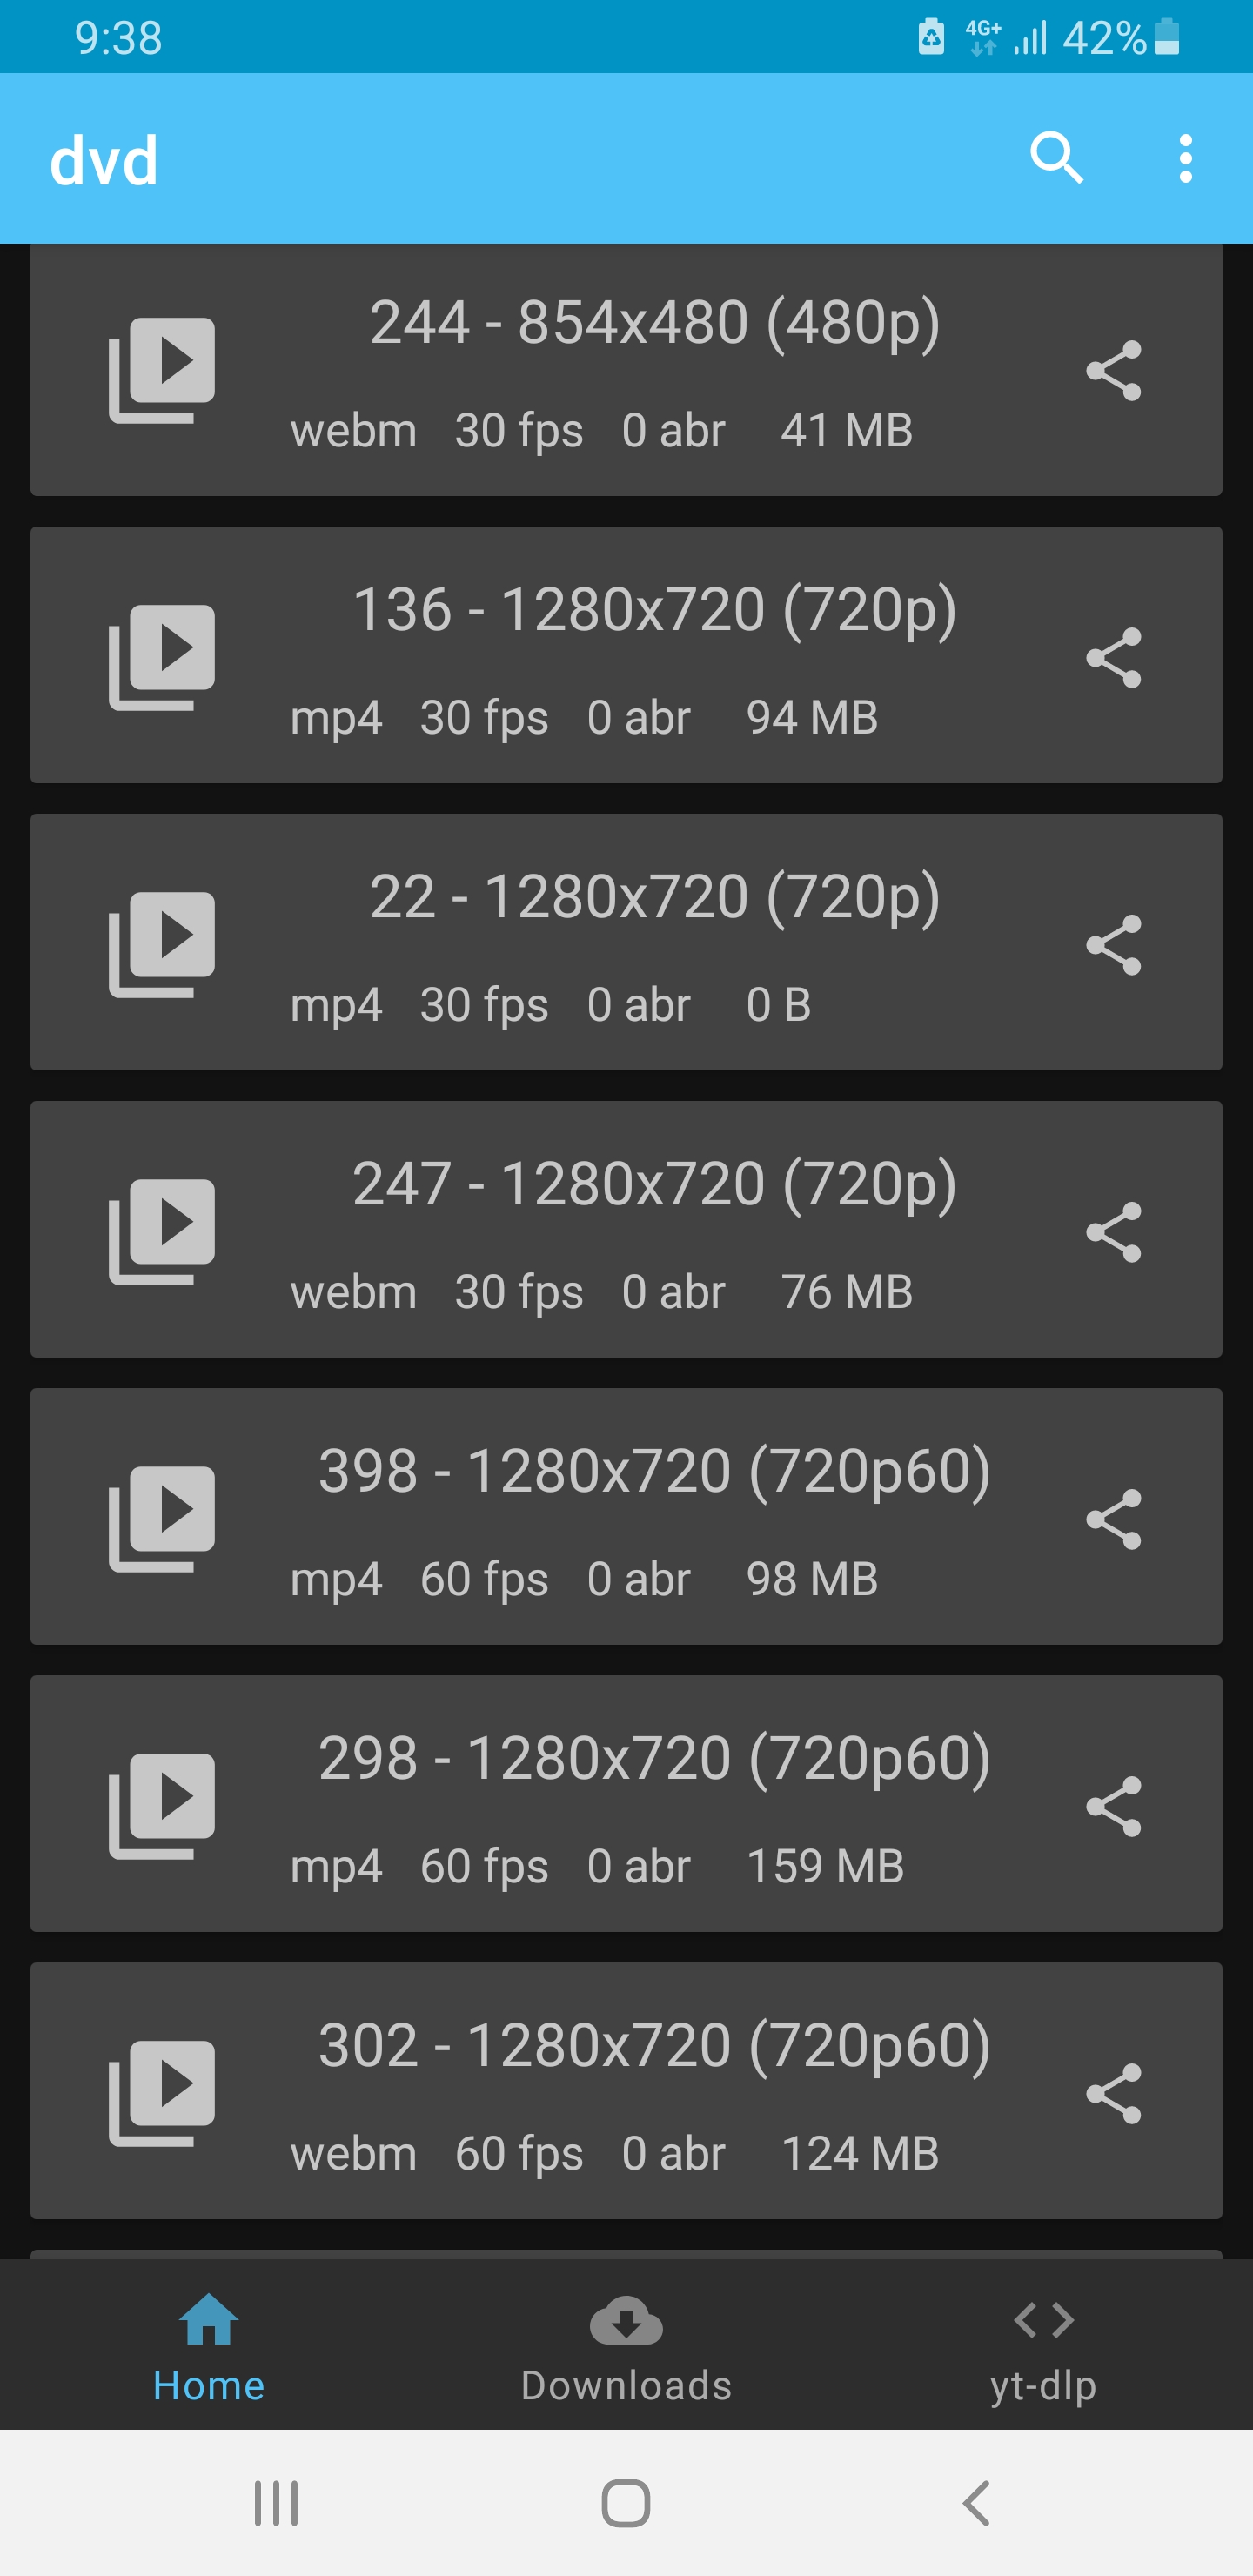 9:38
4G+
42%
dvd
244 - 854x480 (480p)
webm 30 fps 0 abr 41 MB
136 - 1280x720 (720p)
mp4 30 fps 0 abr 94 MB
22 - 1280x720 (720p)
mp4 30 fps 0 abr 0 B
247 - 1280x720 (720p)
webm 30 fps 0 abr 76 MB
398 - 1280x720 (720p60)
mp4 60 fps 0 abr 98 MB
298 - 1280x720 (720p60)
mp4 60 fps 0 abr 159 MB
302 - 1280x720 (720p60)
webm 60 fps 0 abr 124 MB
Home
Downloads
yt-dlp